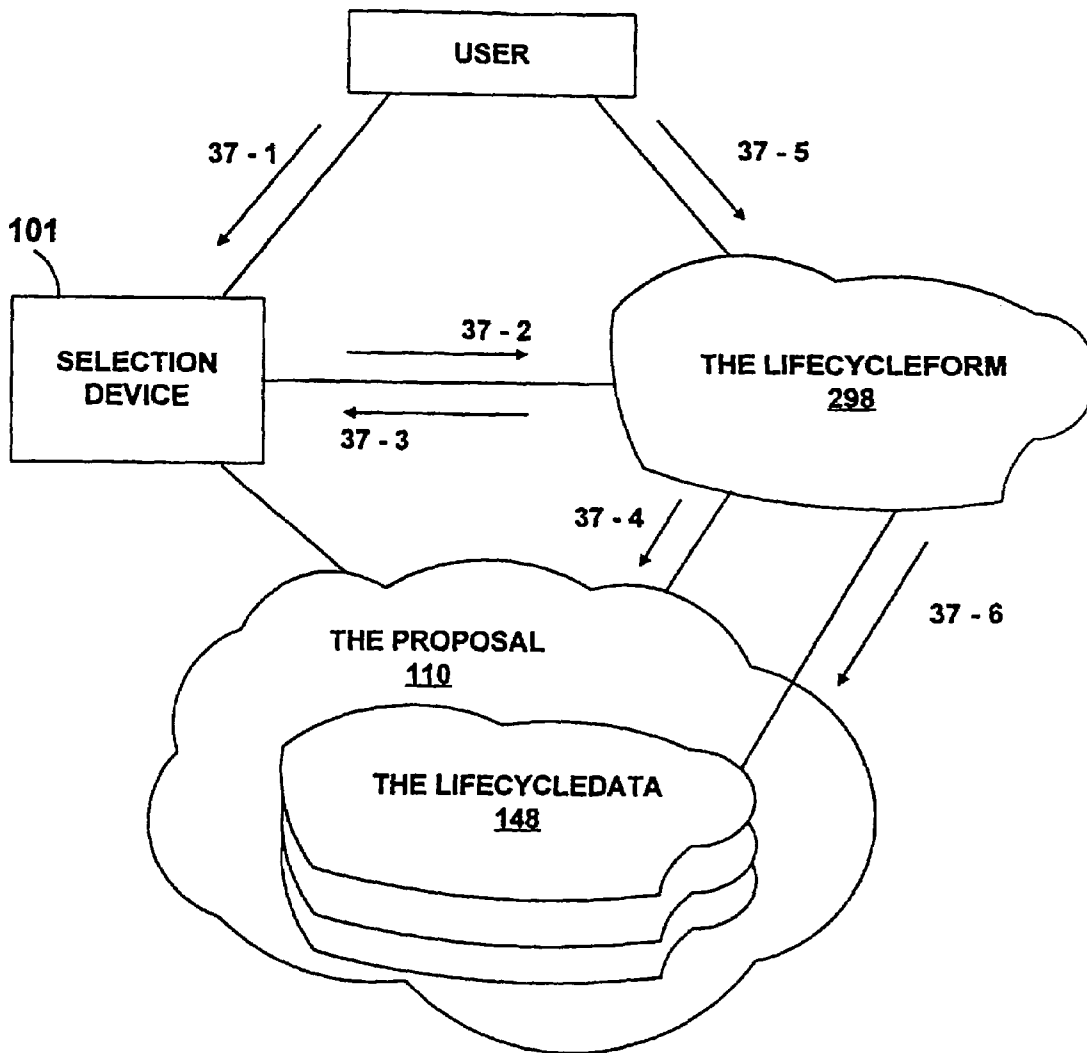 USER
37 - 1
37 - 5
101
SELECTION
DEVICE
37 - 2
37 - 3
THE LIFECYCLEFORM
298
37 - 4
37 - 6
THE PROPOSAL
110
THE LIFECYCLEDATA
148